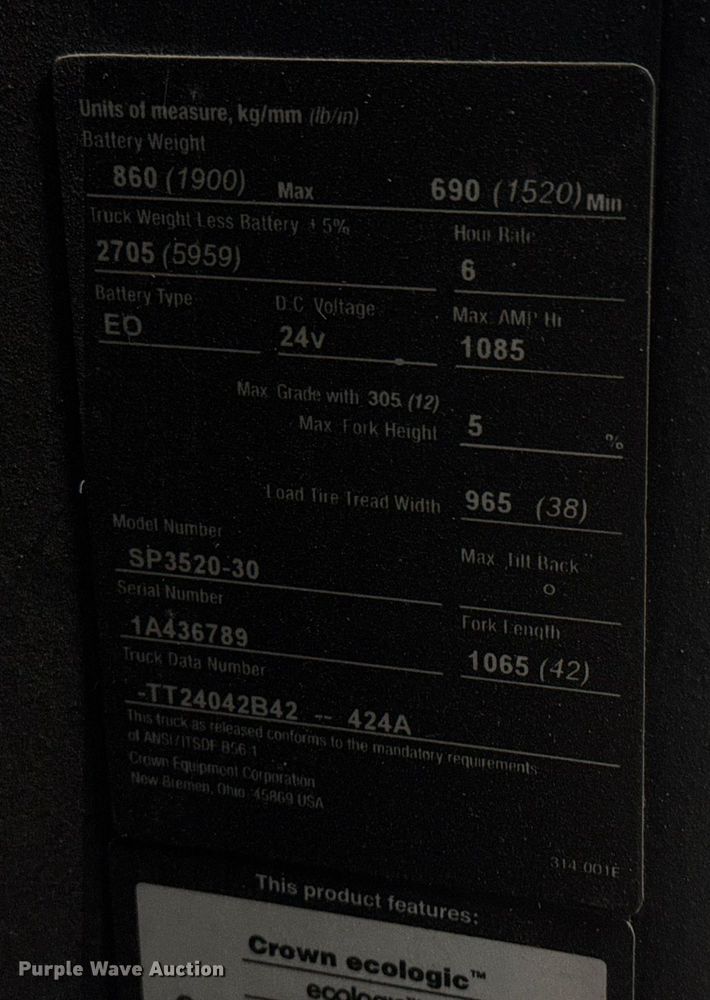 Units of measure, kg/mm (lb/in)
Battery Weight
860 (1900) Max 690 (1520) Min
Truck Weight Less Battery ± 5% Hour Rate
2705 (5959) 6
Battery Type D.C. Voltage Max. AMP Hr
EO 24v 1085
Max Grade with 305 (12)
Max. Fork Height 5 %
Load Tire Tread Width 965 (38)
Model Number
SP3520-30 Max Tilt Back
Serial Number °
1A436789 Fork Length
Truck Data Number 1065 (42)
-TT24042B42 -- 424A
This truck as released conforms to the mandatory requirements
of ANSI/ITSDF B56.1
Crown Equipment Corporation
New Bremen, Ohio 45869 USA
314-001E
This product features:
Crown ecologic™
Purple Wave Auction